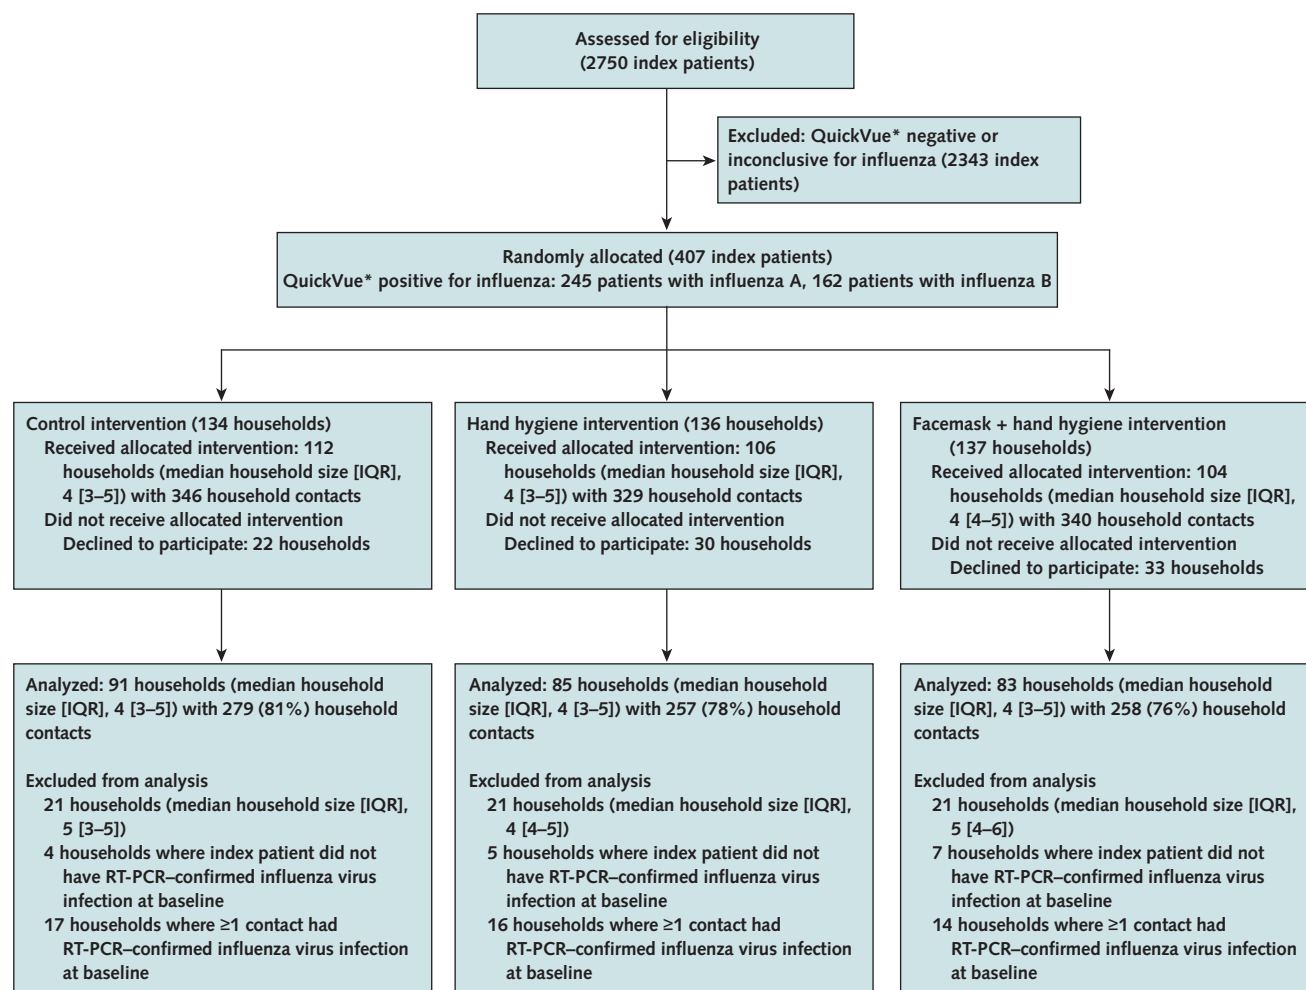 Assessed for eligibility
(2750 index patients)
Excluded: QuickVue* negative or
inconclusive for influenza (2343 index
patients)
Randomly allocated (407 index patients)
QuickVue* positive for influenza: 245 patients with influenza A, 162 patients with influenza B
Control intervention (134 households)
Received allocated intervention: 112
households (median household size [IQR],
4 [3–5]) with 346 household contacts
Did not receive allocated intervention
Declined to participate: 22 households
Hand hygiene intervention (136 households)
Received allocated intervention: 106
households (median household size [IQR],
4 [3–5]) with 329 household contacts
Did not receive allocated intervention
Declined to participate: 30 households
Facemask + hand hygiene intervention
(137 households)
Received allocated intervention: 104
households (median household size [IQR],
4 [4–5]) with 340 household contacts
Did not receive allocated intervention
Declined to participate: 33 households
Analyzed: 91 households (median household
size [IQR], 4 [3–5]) with 279 (81%) household
contacts
Excluded from analysis
21 households (median household size [IQR],
5 [3–5])
4 households where index patient did not
have RT-PCR–confirmed influenza virus
infection at baseline
17 households where ≥1 contact had
RT-PCR–confirmed influenza virus infection
at baseline
Analyzed: 85 households (median household
size [IQR], 4 [3–5]) with 257 (78%) household
contacts
Excluded from analysis
21 households (median household size [IQR],
4 [4–5])
5 households where index patient did not
have RT-PCR–confirmed influenza virus
infection at baseline
16 households where ≥1 contact had
RT-PCR–confirmed influenza virus infection
at baseline
Analyzed: 83 households (median household
size [IQR], 4 [3–5]) with 258 (76%) household
contacts
Excluded from analysis
21 households (median household size [IQR],
5 [4–6])
7 households where index patient did not
have RT-PCR–confirmed influenza virus
infection at baseline
14 households where ≥1 contact had
RT-PCR–confirmed influenza virus infection
at baseline